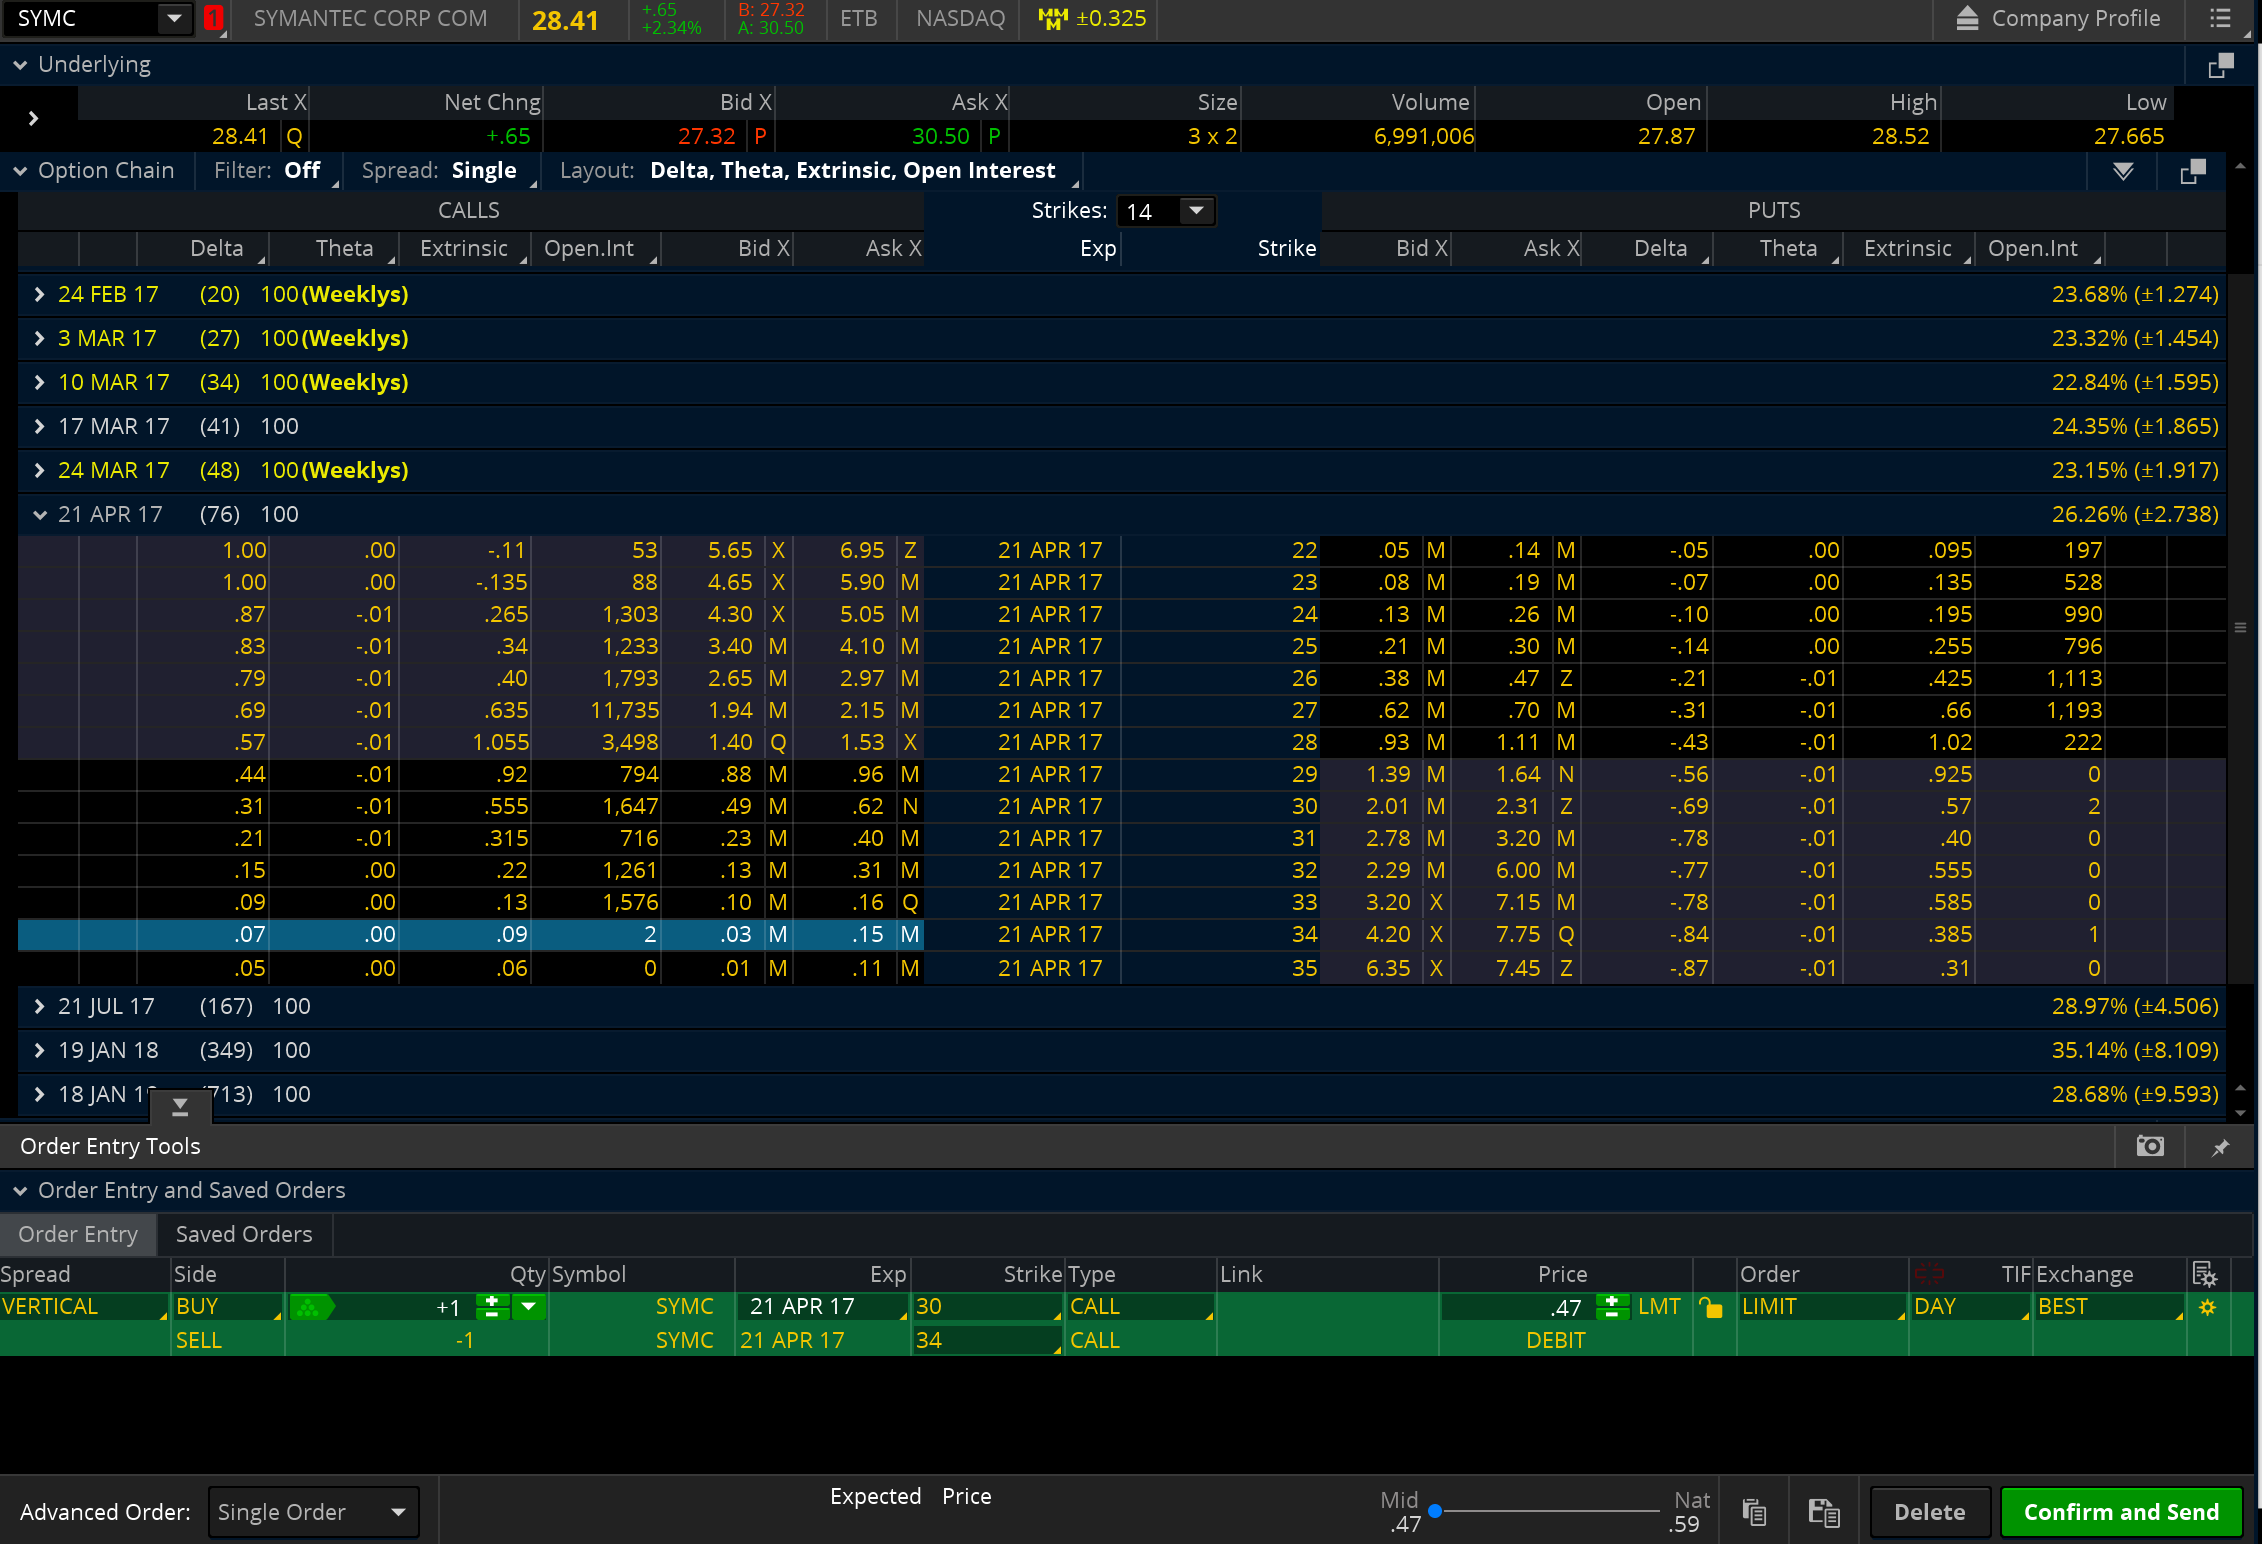 SYMC 1 SYMANTEC CORP COM 28.41 +.65 +2.34% B: 27.32 A: 30.50 ETB NASDAQ MMM ±0.325 Company Profile
Underlying
Last X Net Chng Bid X Ask X Size Volume Open High Low
28.41 Q +.65 27.32 P 30.50 P 3 x 2 6,991,006 27.87 28.52 27.665
Option Chain Filter: Off Spread: Single Layout: Delta, Theta, Extrinsic, Open Interest
CALLS Strikes: 14 PUTS
Delta Theta Extrinsic Open.Int Bid X Ask X Exp Strike Bid X Ask X Delta Theta Extrinsic Open.Int
24 FEB 17 (20) 100 (Weeklys) 23.68% (±1.274)
3 MAR 17 (27) 100 (Weeklys) 23.32% (±1.454)
10 MAR 17 (34) 100 (Weeklys) 22.84% (±1.595)
17 MAR 17 (41) 100 24.35% (±1.865)
24 MAR 17 (48) 100 (Weeklys) 23.15% (±1.917)
21 APR 17 (76) 100 26.26% (±2.738)
1.00 .00 -.11 53 5.65 X 6.95 Z 21 APR 17 22 .05 M .14 M -.05 .00 .095 197
1.00 .00 -.135 88 4.65 X 5.90 M 21 APR 17 23 .08 M .19 M -.07 .00 .135 528
.87 -.01 .265 1,303 4.30 X 5.05 M 21 APR 17 24 .13 M .26 M -.10 .00 .195 990
.83 -.01 .34 1,233 3.40 M 4.10 M 21 APR 17 25 .21 M .30 M -.14 .00 .255 796
.79 -.01 .40 1,793 2.65 M 2.97 M 21 APR 17 26 .38 M .47 Z -.21 -.01 .425 1,113
.69 -.01 .635 11,735 1.94 M 2.15 M 21 APR 17 27 .62 M .70 M -.31 -.01 .66 1,193
.57 -.01 1.055 3,498 1.40 Q 1.53 X 21 APR 17 28 .93 M 1.11 M -.43 -.01 1.02 222
.44 -.01 .92 794 .88 M .96 M 21 APR 17 29 1.39 M 1.64 N -.56 -.01 .925 0
.31 -.01 .555 1,647 .49 M .62 N 21 APR 17 30 2.01 M 2.31 Z -.69 -.01 .57 2
.21 -.01 .315 716 .23 M .40 M 21 APR 17 31 2.78 M 3.20 M -.78 -.01 .40 0
.15 .00 .22 1,261 .13 M .31 M 21 APR 17 32 2.29 M 6.00 M -.77 -.01 .555 0
.09 .00 .13 1,576 .10 M .16 Q 21 APR 17 33 3.20 X 7.15 M -.78 -.01 .585 0
.07 .00 .09 2 .03 M .15 M 21 APR 17 34 4.20 X 7.75 Q -.84 -.01 .385 1
.05 .00 .06 0 .01 M .11 M 21 APR 17 35 6.35 X 7.45 Z -.87 -.01 .31 0
21 JUL 17 (167) 100 28.97% (±4.506)
19 JAN 18 (349) 100 35.14% (±8.109)
18 JAN 713) 100 28.68% (±9.593)
Order Entry Tools
Order Entry and Saved Orders
Order Entry Saved Orders
Spread Side Qty Symbol Exp Strike Type Link Price Order TIF Exchange
VERTICAL BUY +1 SYMC 21 APR 17 30 CALL .47 LMT LIMIT DAY BEST
SELL -1 SYMC 21 APR 17 34 CALL DEBIT
Advanced Order: Single Order Expected Price Mid .47 Nat .59 Delete Confirm and Send